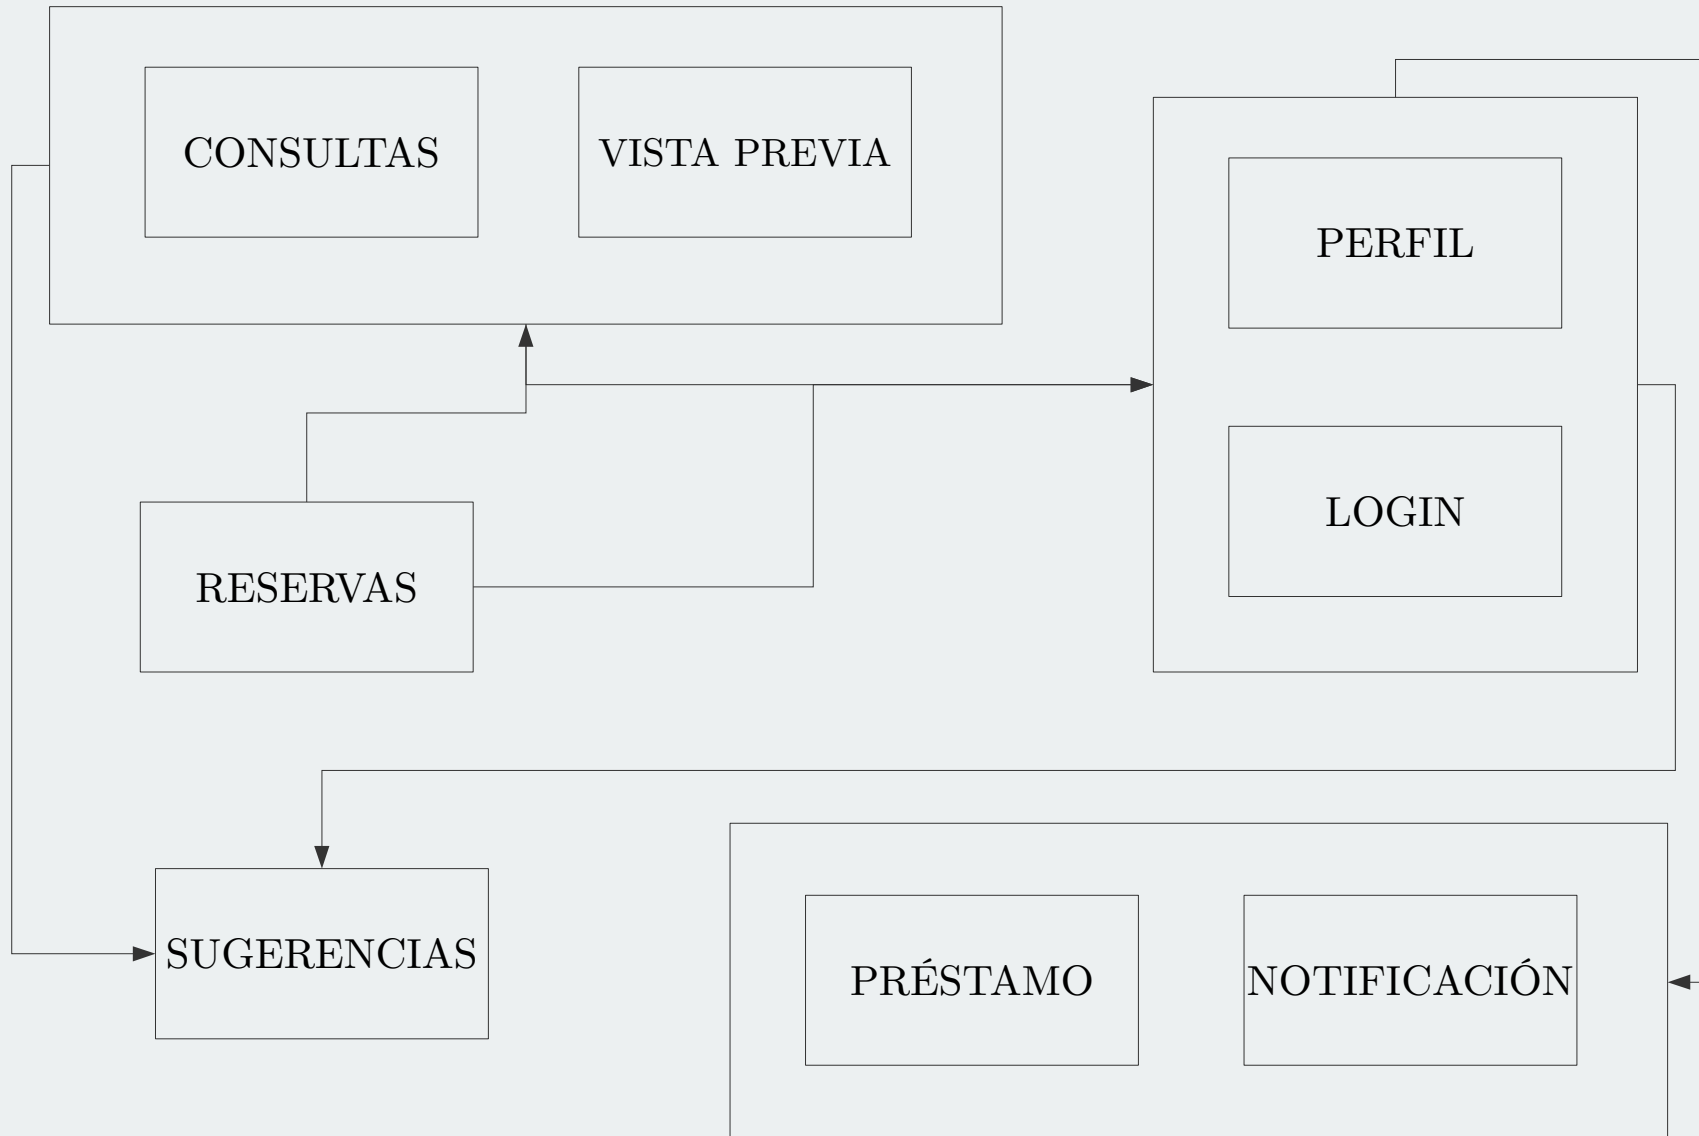 CONSULTAS
VISTA PREVIA
PERFIL
LOGIN
RESERVAS
SUGERENCIAS
PRÉSTAMO
NOTIFICACIÓN